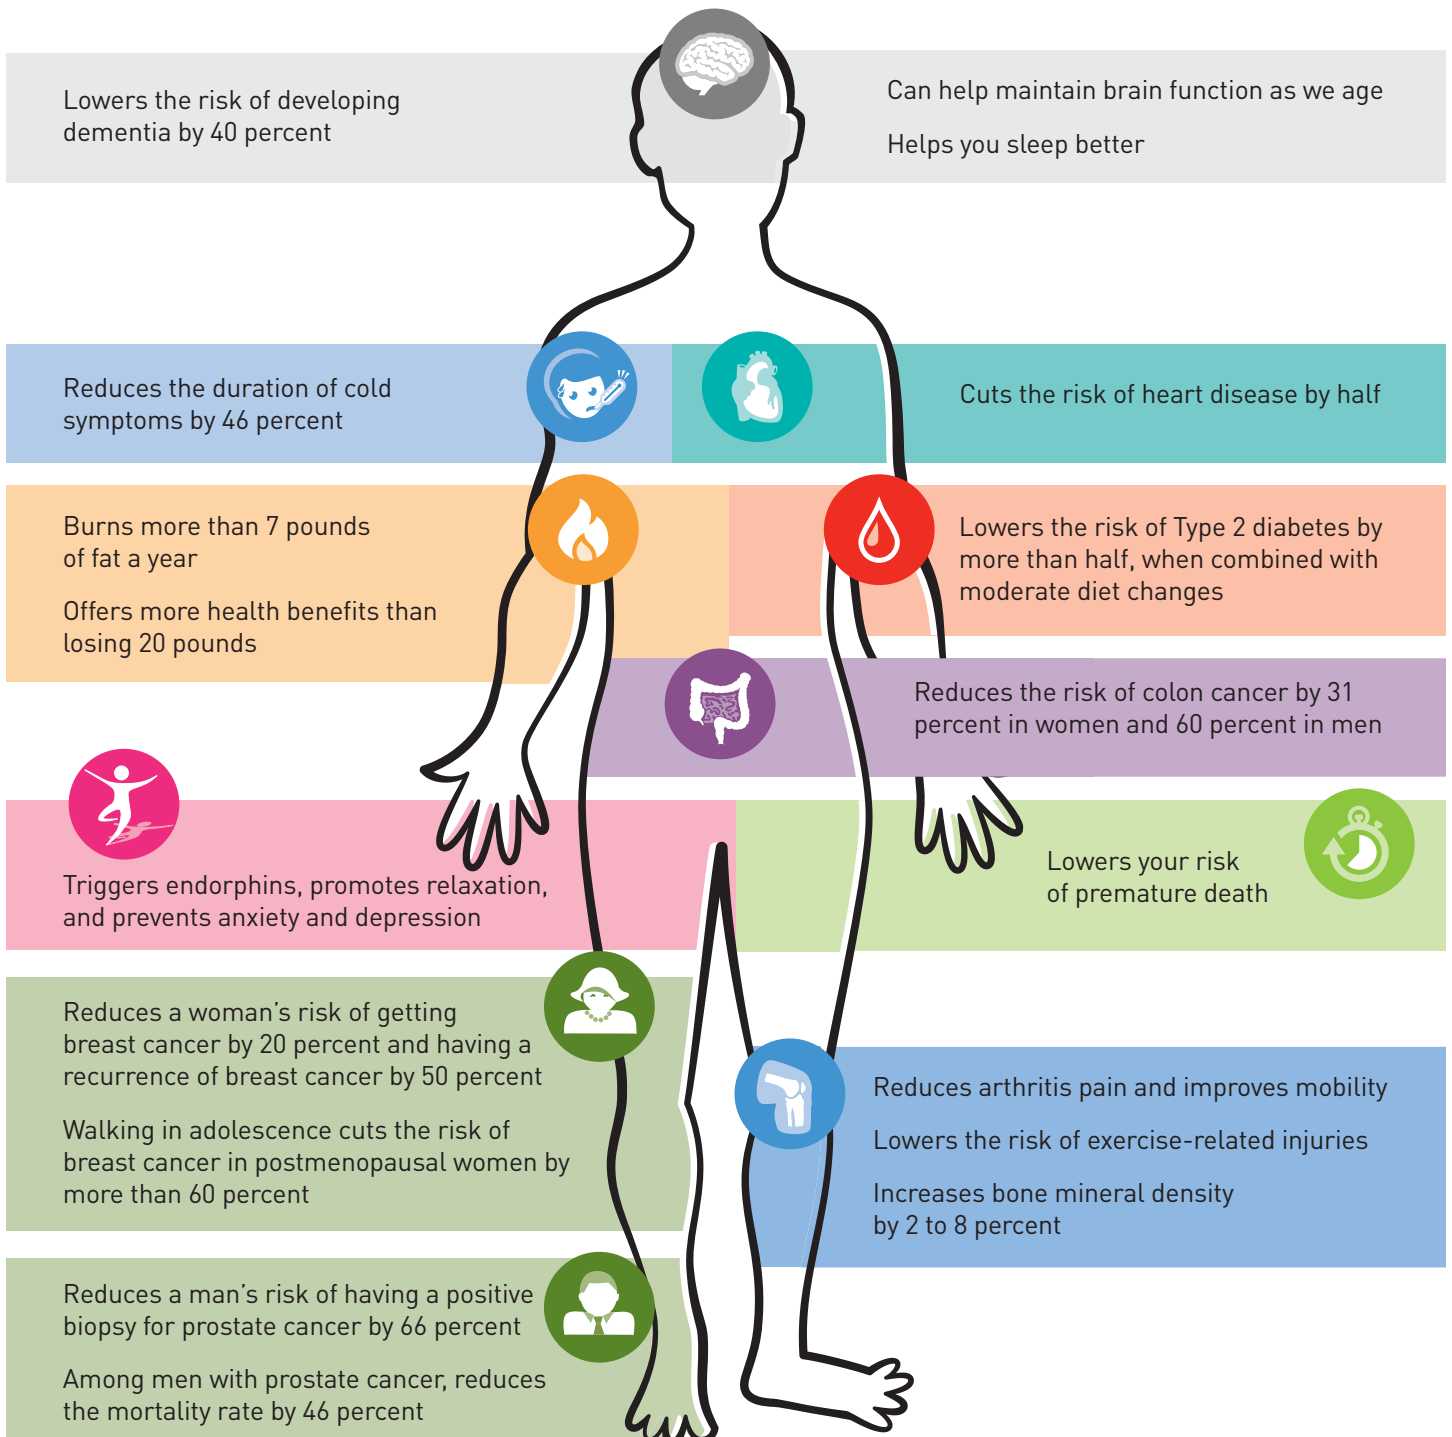 Lowers the risk of developing
dementia by 40 percent
Can help maintain brain function as we age
Helps you sleep better
Reduces the duration of cold
symptoms by 46 percent
Cuts the risk of heart disease by half
Burns more than 7 pounds
of fat a year
Offers more health benefits than
losing 20 pounds
Lowers the risk of Type 2 diabetes by
more than half, when combined with
moderate diet changes
Reduces the risk of colon cancer by 31
percent in women and 60 percent in men
Triggers endorphins, promotes relaxation,
and prevents anxiety and depression
Lowers your risk
of premature death
Reduces a woman’s risk of getting
breast cancer by 20 percent and having a
recurrence of breast cancer by 50 percent
Walking in adolescence cuts the risk of
breast cancer in postmenopausal women by
more than 60 percent
Reduces arthritis pain and improves mobility
Lowers the risk of exercise-related injuries
Increases bone mineral density
by 2 to 8 percent
Reduces a man’s risk of having a positive
biopsy for prostate cancer by 66 percent
Among men with prostate cancer, reduces
the mortality rate by 46 percent